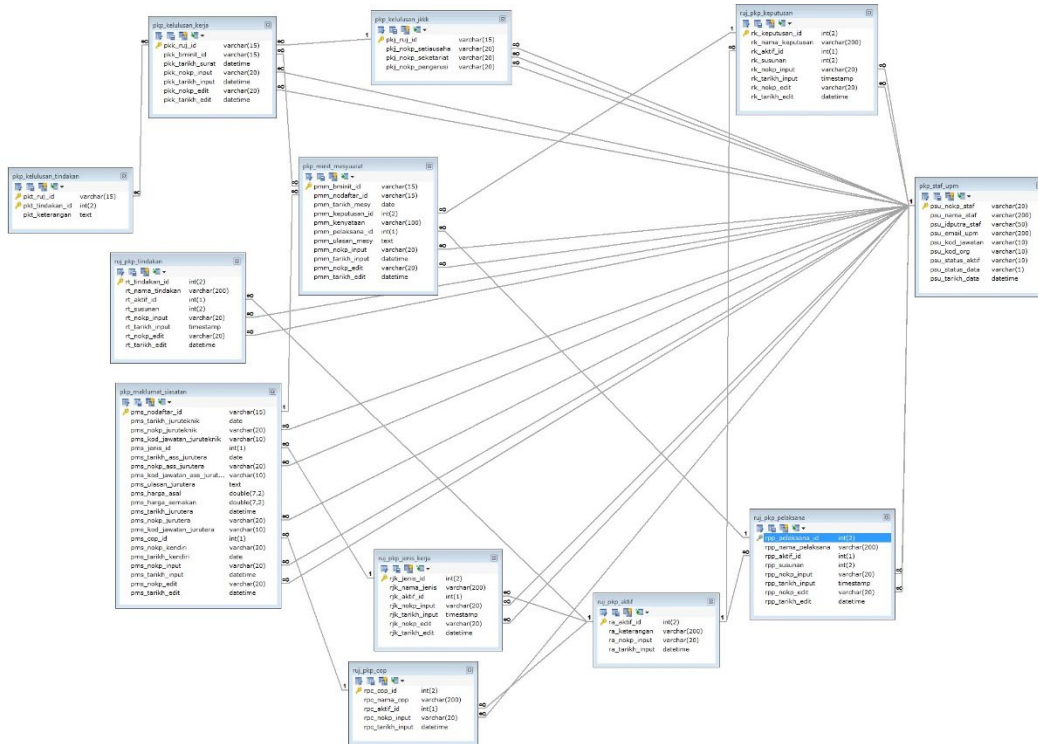 pkp_kelulusan_kerja
pkk_ruj_id varchar(15)
pkk_bminit_id varchar(15)
pkk_tarikh_surat datetime
pkk_nokp_input varchar(20)
pkk_tarikh_input datetime
pkk_nokp_edit varchar(20)
pkk_tarikh_edit datetime
pkp_kelulusan_jkkb
pkj_ruj_id varchar(15)
pkj_nokp_setiausaha varchar(20)
pkj_nokp_seketariat varchar(20)
pkj_nokp_pengerusi varchar(20)
ruj_pkp_keputusan
rk_keputusan_id int(2)
rk_nama_keputusan varchar(200)
rk_aktif_id int(1)
rk_susunan int(2)
rk_nokp_input varchar(20)
rk_tarikh_input timestamp
rk_nokp_edit varchar(20)
rk_tarikh_edit datetime
pkp_kelulusan_tindakan
pkt_ruj_id varchar(15)
pkt_tindakan_id int(2)
pkt_keterangan text
pkp_minit_mesyuarat
pmm_bminit_id varchar(15)
pmm_nodaftar_id varchar(15)
pmm_tarikh_mesy date
pmm_keputusan_id int(2)
pmm_kenyataan varchar(100)
pmm_pelaksana_id int(1)
pmm_ulasan_mesy text
pmm_nokp_input varchar(20)
pmm_tarikh_input datetime
pmm_nokp_edit varchar(20)
pmm_tarikh_edit datetime
pkp_staf_upm
psu_nokp_staf varchar(20)
psu_nama_staf varchar(200)
psu_idputra_staf varchar(50)
psu_email_upm varchar(200)
psu_kod_jawatan varchar(10)
psu_kod_org varchar(10)
psu_status_aktif varchar(10)
psu_status_data varchar(1)
psu_tarikh_data datetime
ruj_pkp_tindakan
rt_tindakan_id int(2)
rt_nama_tindakan varchar(200)
rt_aktif_id int(1)
rt_susunan int(2)
rt_nokp_input varchar(20)
rt_tarikh_input timestamp
rt_nokp_edit varchar(20)
rt_tarikh_edit datetime
pkp_maklumat_siasatan
pms_nodaftar_id varchar(15)
pms_tarikh_juruteknik date
pms_nokp_juruteknik varchar(20)
pms_kod_jawatan_juruteknik varchar(10)
pms_jenis_id int(1)
pms_tarikh_ass_jurutera date
pms_nokp_ass_jurutera varchar(20)
pms_kod_jawatan_ass_jurut... varchar(10)
pms_ulasan_jurutera text
pms_harga_asal double(7,2)
pms_harga_semakan double(7,2)
pms_tarikh_jurutera datetime
pms_nokp_jurutera varchar(20)
pms_kod_jawatan_jurutera varchar(10)
pms_cop_id int(1)
pms_nokp_kendiri varchar(20)
pms_tarikh_kendiri date
pms_nokp_input varchar(20)
pms_tarikh_input datetime
pms_nokp_edit varchar(20)
pms_tarikh_edit datetime
ruj_pkp_jenis_kerja
rjk_jenis_id int(2)
rjk_nama_jenis varchar(200)
rjk_aktif_id int(1)
rjk_nokp_input varchar(20)
rjk_tarikh_input timestamp
rjk_nokp_edit varchar(20)
rjk_tarikh_edit datetime
ruj_pkp_pelaksana
rpp_pelaksana_id int(2)
rpp_nama_pelaksana varchar(200)
rpp_aktif_id int(1)
rpp_susunan int(2)
rpp_nokp_input varchar(20)
rpp_tarikh_input timestamp
rpp_nokp_edit varchar(20)
rpp_tarikh_edit datetime
ruj_pkp_aktif
ra_aktif_id int(2)
ra_keterangan varchar(200)
ra_nokp_input varchar(20)
ra_tarikh_input datetime
ruj_pkp_cop
rpc_cop_id int(2)
rpc_nama_cop varchar(200)
rpc_aktif_id int(1)
rpc_nokp_input varchar(20)
rpc_tarikh_input datetime